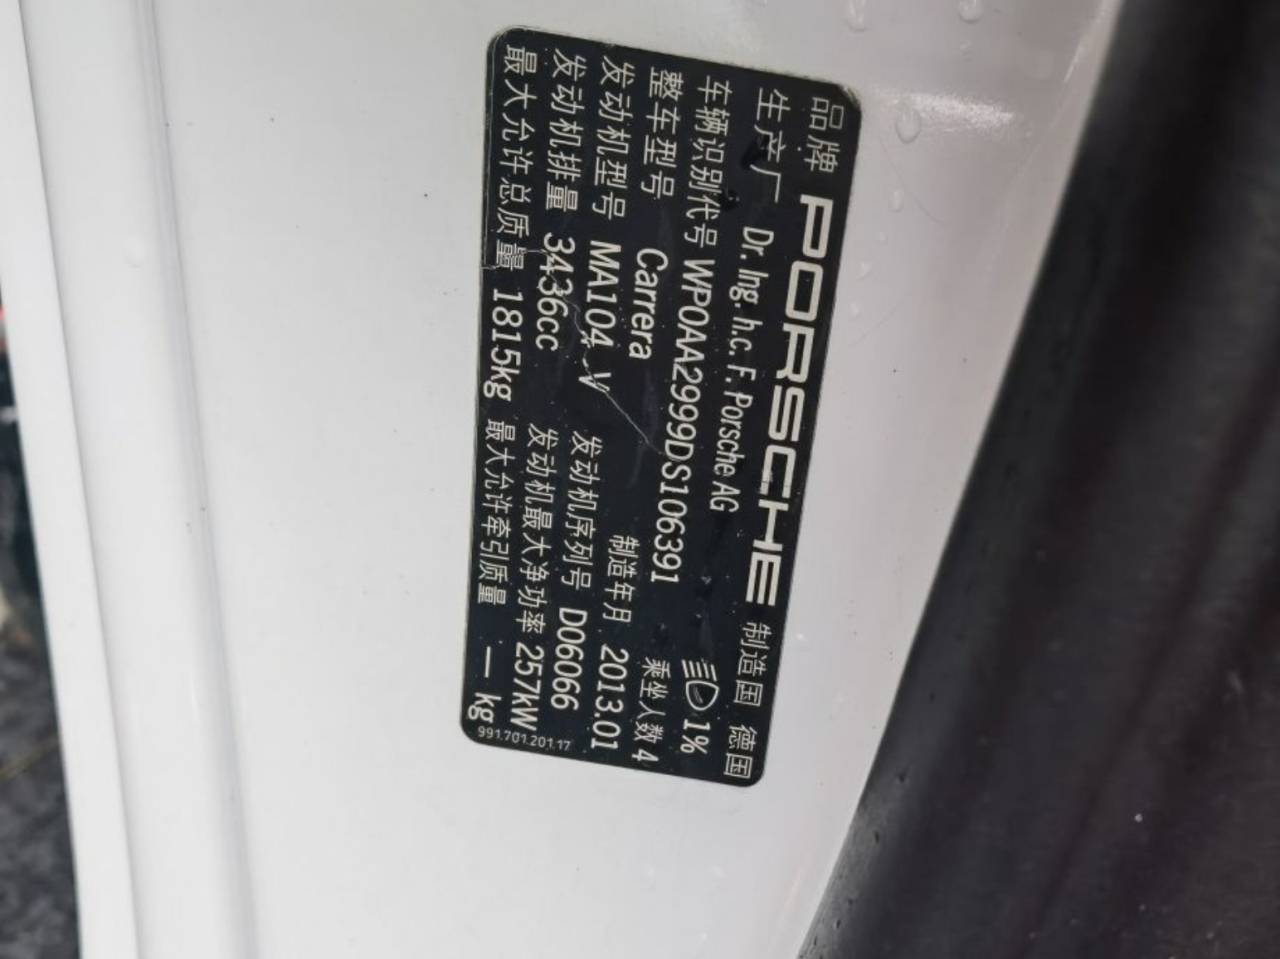 品牌 PORSCHE 制造国 德国
生产厂 Dr. Ing. h.c. F. Porsche AG
车辆识别代号 WP0AA2999DS106391 1%
整车型号 Carrera 乘坐人数 4
发动机型号 MA104 V 制造年月 2013.01
发动机排量 3436cc 发动机序列号 D06066
发动机最大净功率 257kW
最大允许总质量 1815kg 最大允许牵引质量 — kg
991.701.201.17